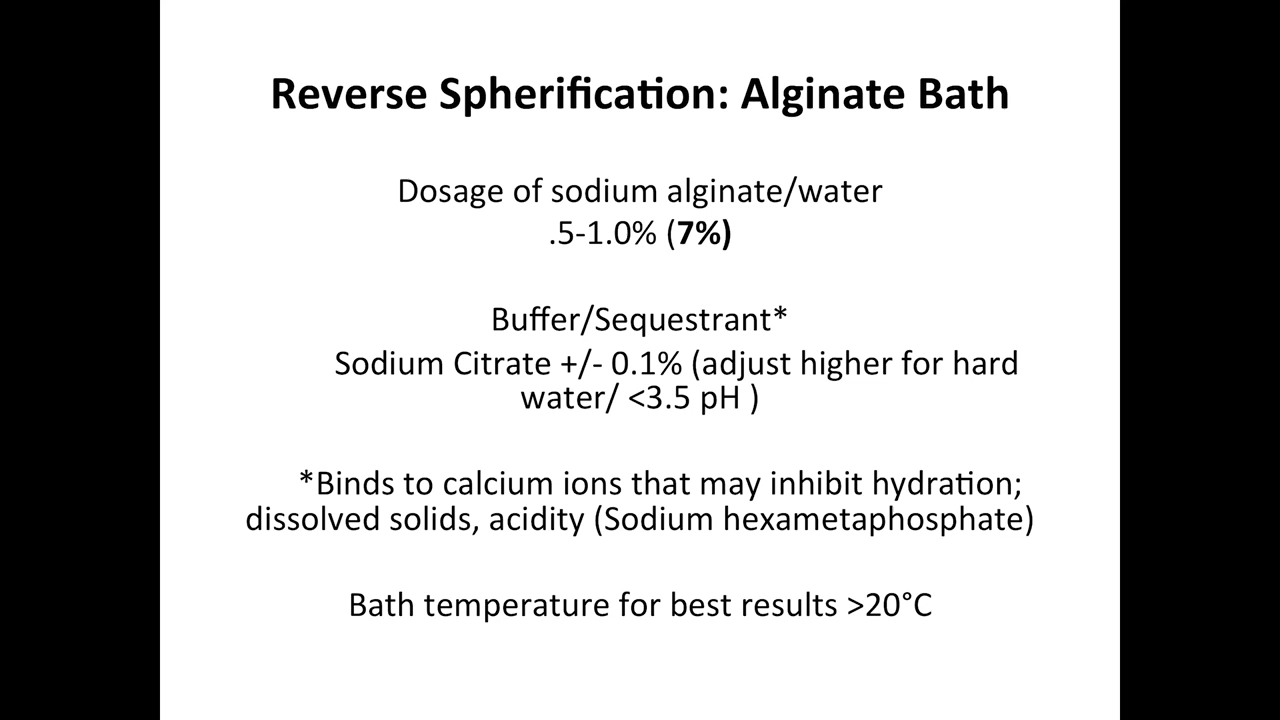 Reverse Spherification: Alginate Bath
Dosage of sodium alginate/water
.5-1.0% (7%)
Buffer/Sequestrant*
Sodium Citrate +/- 0.1% (adjust higher for hard
water/ <3.5 pH )
*Binds to calcium ions that may inhibit hydration;
dissolved solids, acidity (Sodium hexametaphosphate)
Bath temperature for best results >20°C